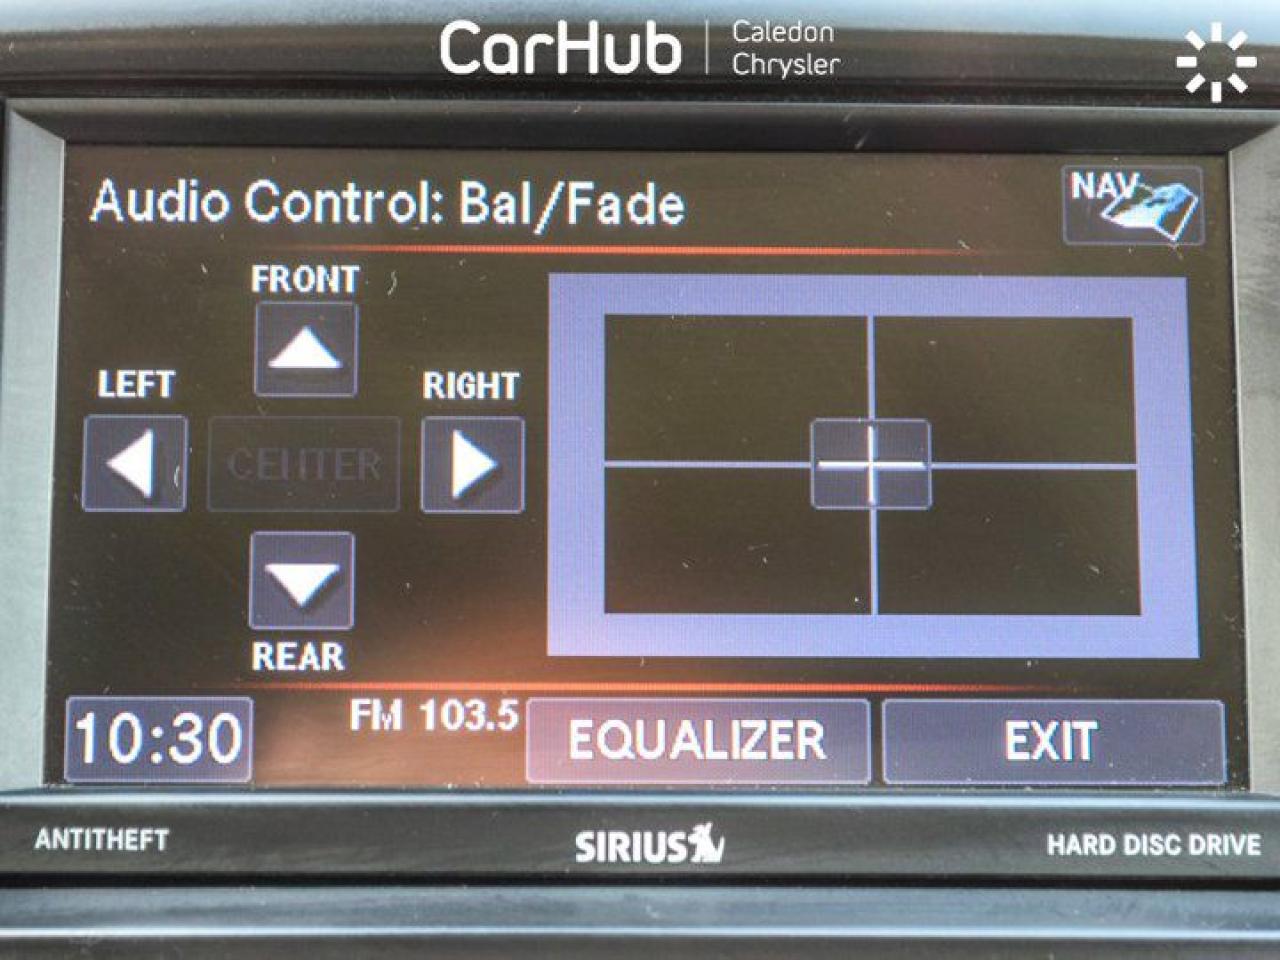 CarHub
Caledon
Chrysler
Audio Control: Bal/Fade
NAV
FRONT
LEFT
RIGHT
CENTER
REAR
10:30
FM 103.5
EQUALIZER
EXIT
ANTITHEFT
SIRIUS
HARD DISC DRIVE